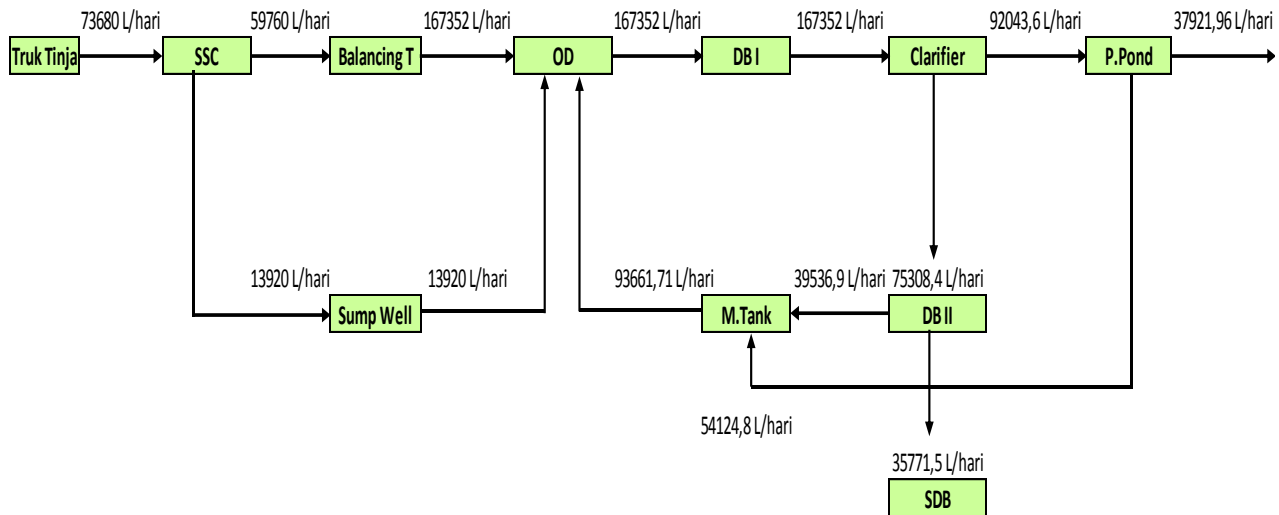 73680 L/hari
59760 L/hari
167352 L/hari
167352 L/hari
167352 L/hari
92043,6 L/hari
37921,96 L/hari
Truk Tinja
SSC
Balancing T
OD
DB I
Clarifier
P.Pond
13920 L/hari
13920 L/hari
93661,71 L/hari
39536,9 L/hari
75308,4 L/hari
Sump Well
M.Tank
DB II
54124,8 L/hari
35771,5 L/hari
SDB